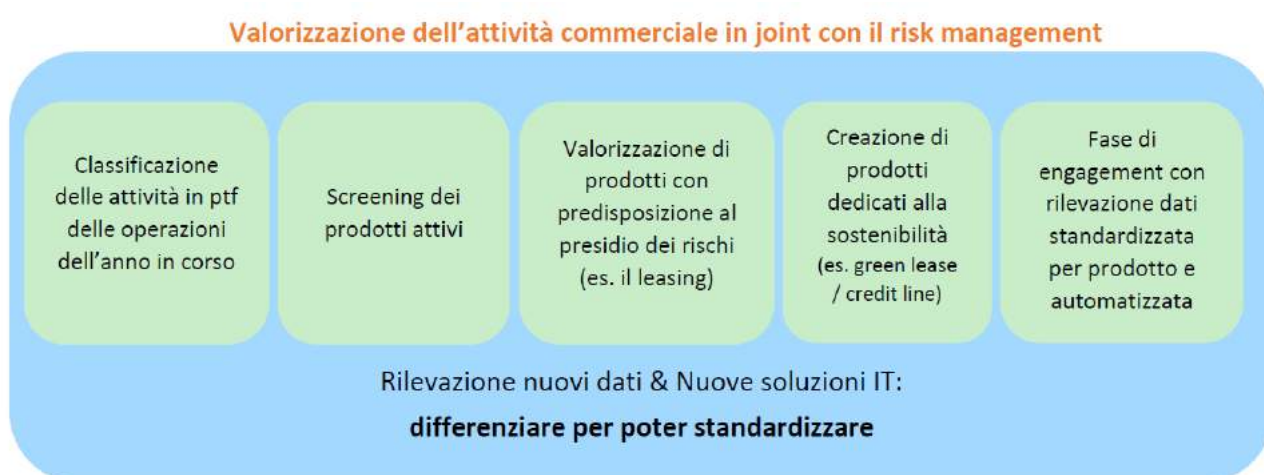 Valorizzazione dell'attività commerciale in joint con il risk management
Classificazione
delle attività in ptf
delle operazioni
dell'anno in corso
Screening dei
prodotti attivi
Valorizzazione di
prodotti con
predisposizione al
presidio dei rischi
(es. il leasing)
Creazione di
prodotti
dedicati alla
sostenibilità
(es. green lease
/ credit line)
Fase di
engagement con
rilevazione dati
standardizzata
per prodotto e
automatizzata
Rilevazione nuovi dati & Nuove soluzioni IT:
differenziare per poter standardizzare